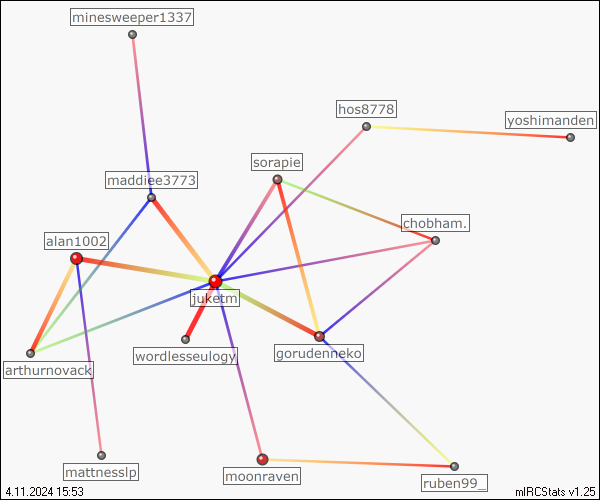 minesweeper1337
hos8778
yoshimanden
sorapie
maddiee3773
chobham.
alan1002
juketm
wordlesseulogy
gorudenneko
arthurnovack
mattnesslp
moonraven
ruben99_
4.11.2024 15:53
mIRCStats v1.25